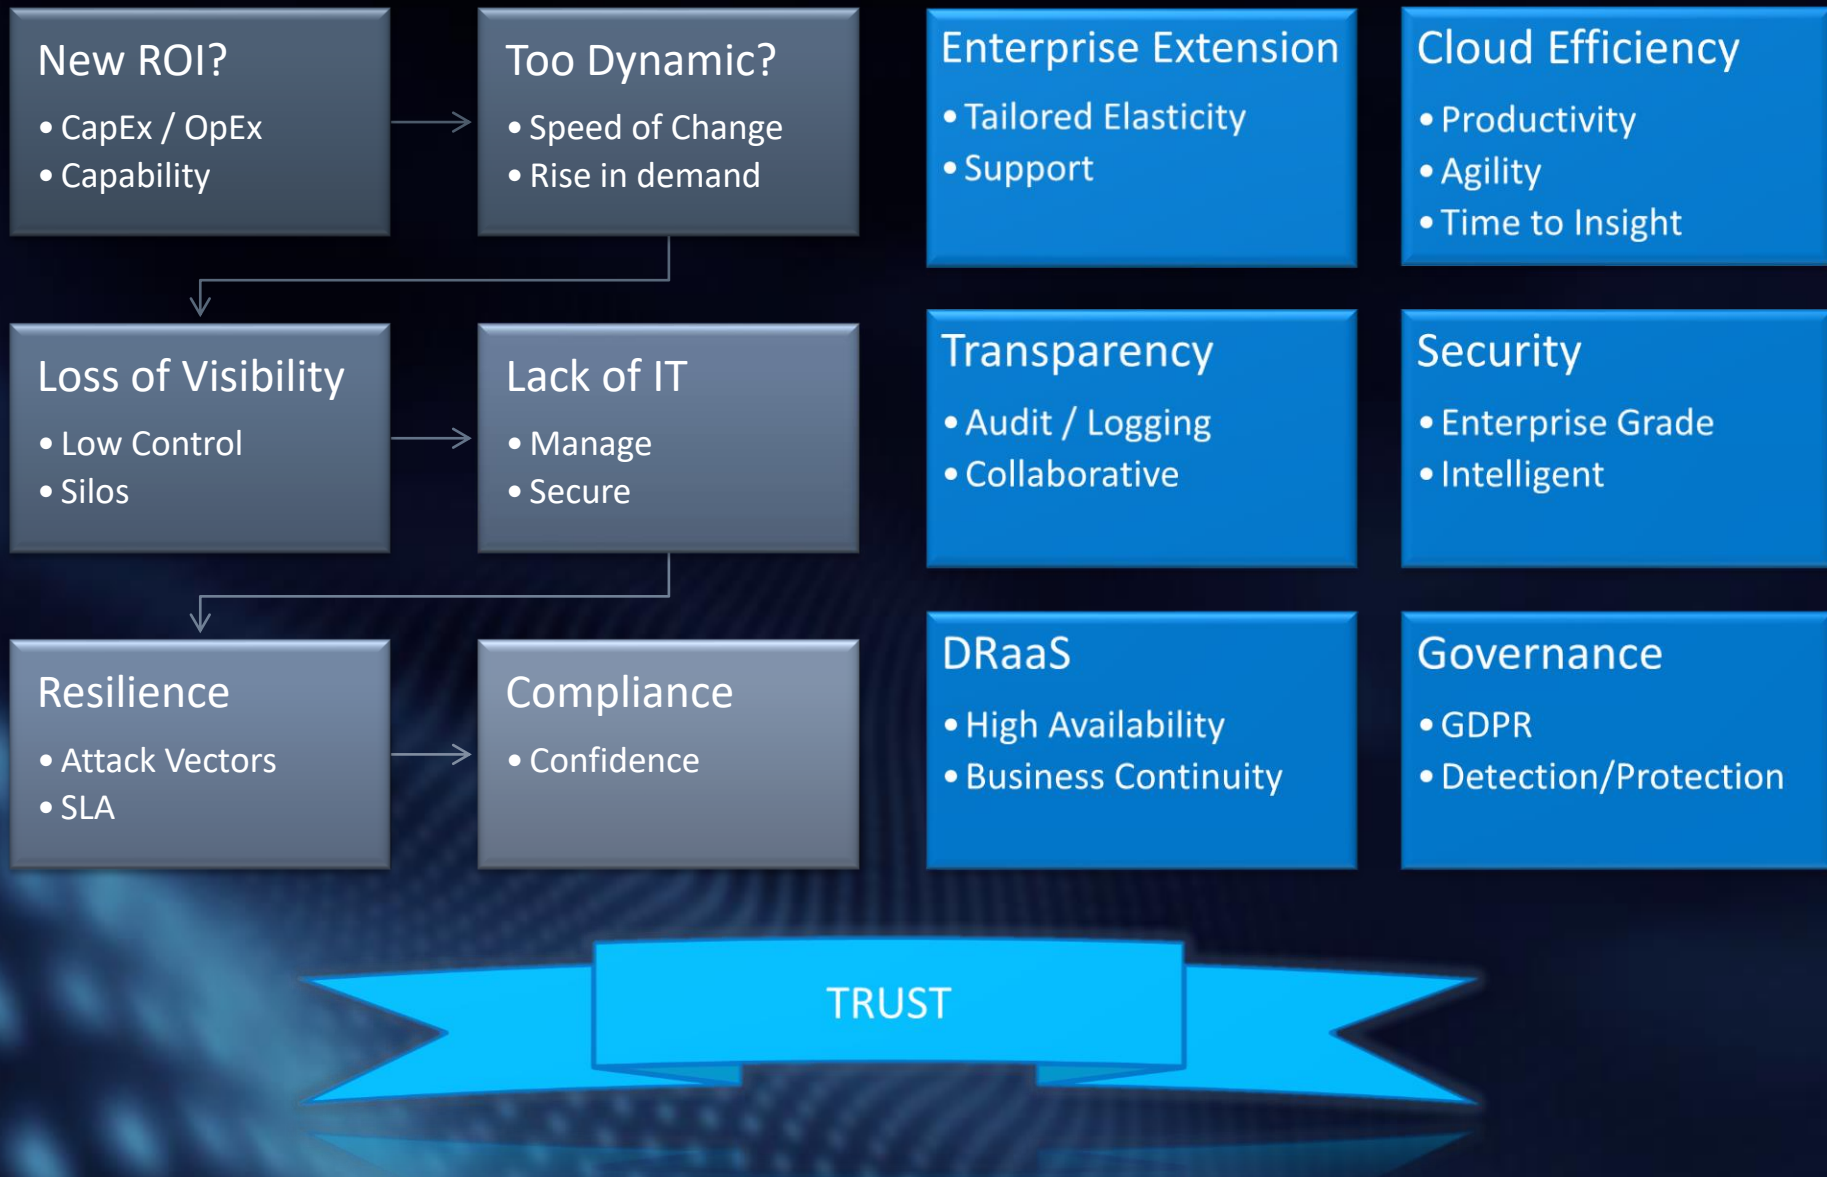 New ROI?
• CapEx / OpEx
• Capability
Too Dynamic?
• Speed of Change
• Rise in demand
Loss of Visibility
• Low Control
• Silos
Lack of IT
• Manage
• Secure
Resilience
• Attack Vectors
• SLA
Compliance
• Confidence
Enterprise Extension
• Tailored Elasticity
• Support
Cloud Efficiency
• Productivity
• Agility
• Time to Insight
Transparency
• Audit / Logging
• Collaborative
Security
• Enterprise Grade
• Intelligent
DRaaS
• High Availability
• Business Continuity
Governance
• GDPR
• Detection/Protection
TRUST